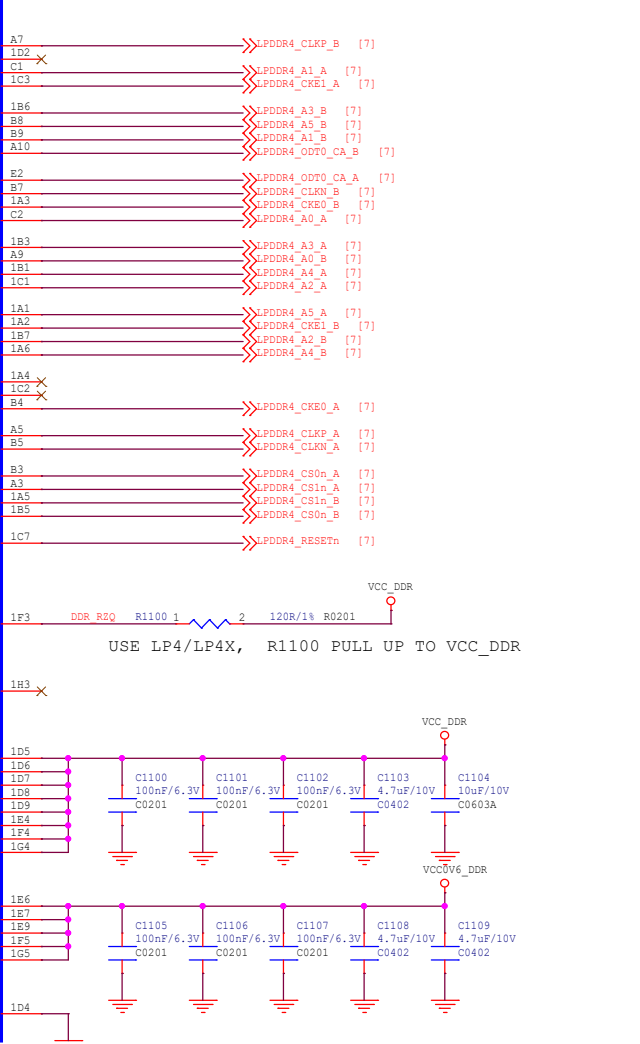 A7 LPDDR4_CLKP_B [7]
1D2
C1 LPDDR4_A1_A [7]
1C3 LPDDR4_CKE1_A [7]
1B6 LPDDR4_A3_B [7]
B8 LPDDR4_A5_B [7]
B9 LPDDR4_A1_B [7]
A10 LPDDR4_ODT0_CA_B [7]
E2 LPDDR4_ODT0_CA_A [7]
B7 LPDDR4_CLKN_B [7]
1A3 LPDDR4_CKE0_B [7]
C2 LPDDR4_A0_A [7]
1B3 LPDDR4_A3_A [7]
A9 LPDDR4_A0_B [7]
1B1 LPDDR4_A4_A [7]
1C1 LPDDR4_A2_A [7]
1A1 LPDDR4_A5_A [7]
1A2 LPDDR4_CKE1_B [7]
1B7 LPDDR4_A2_B [7]
1A6 LPDDR4_A4_B [7]
1A4
1C2
B4 LPDDR4_CKE0_A [7]
A5 LPDDR4_CLKP_A [7]
B5 LPDDR4_CLKN_A [7]
B3 LPDDR4_CS0n_A [7]
A3 LPDDR4_CS1n_A [7]
1A5 LPDDR4_CS1n_B [7]
1B5 LPDDR4_CS0n_B [7]
1C7 LPDDR4_RESETn [7]
VCC_DDR
1F3 DDR_RZQ R1100 1 2 120R/1% R0201
USE LP4/LP4X, R1100 PULL UP TO VCC_DDR
1H3
VCC_DDR
1D5
1D6
1D7 C1100 C1101 C1102 C1103 C1104
1D8 100nF/6.3V 100nF/6.3V 100nF/6.3V 4.7uF/10V 10uF/10V
1D9 C0201 C0201 C0201 C0402 C0603A
1E4
1F4
1G4
VCC0V6_DDR
1E6
1E7
1E9 C1105 C1106 C1107 C1108 C1109
1F5 100nF/6.3V 100nF/6.3V 100nF/6.3V 4.7uF/10V 4.7uF/10V
1G5 C0201 C0201 C0201 C0402 C0402
1D4